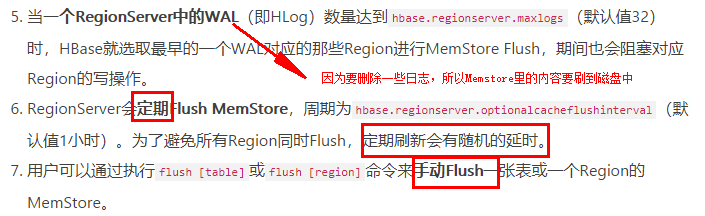 5. 当一个RegionServer中的WAL（即HLog）数量达到 hbase.regionserver.maxlogs（默认值32）
时，HBase就选取最早的一个WAL对应的那些Region进行MemStore Flush，期间也会阻塞对应
Region的写操作。
因为要删除一些日志，所以Memstore里的内容要刷到磁盘中
6. RegionServer会定期Flush MemStore，周期为 hbase.regionserver.optionalcacheflushinterval（默
认值1小时）。为了避免所有Region同时Flush，定期刷新会有随机的延时。
7. 用户可以通过执行 flush [table] 或 flush [region] 命令来手动Flush一张表或一个Region的
MemStore。